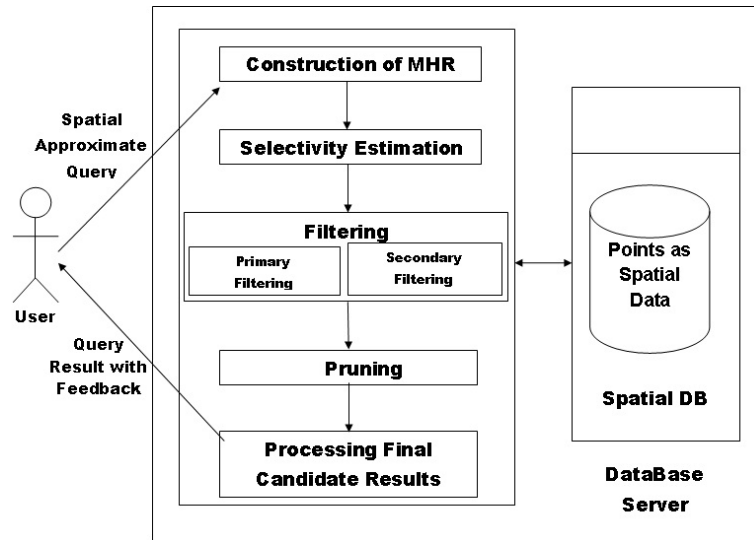 Construction of MHR
Spatial
Approximate
Query
Selectivity Estimation
Filtering
Primary
Filtering
Secondary
Filtering
Points as
Spatial
Data
User
Query
Result with
Feedback
Pruning
Spatial DB
Processing Final
Candidate Results
DataBase
Server